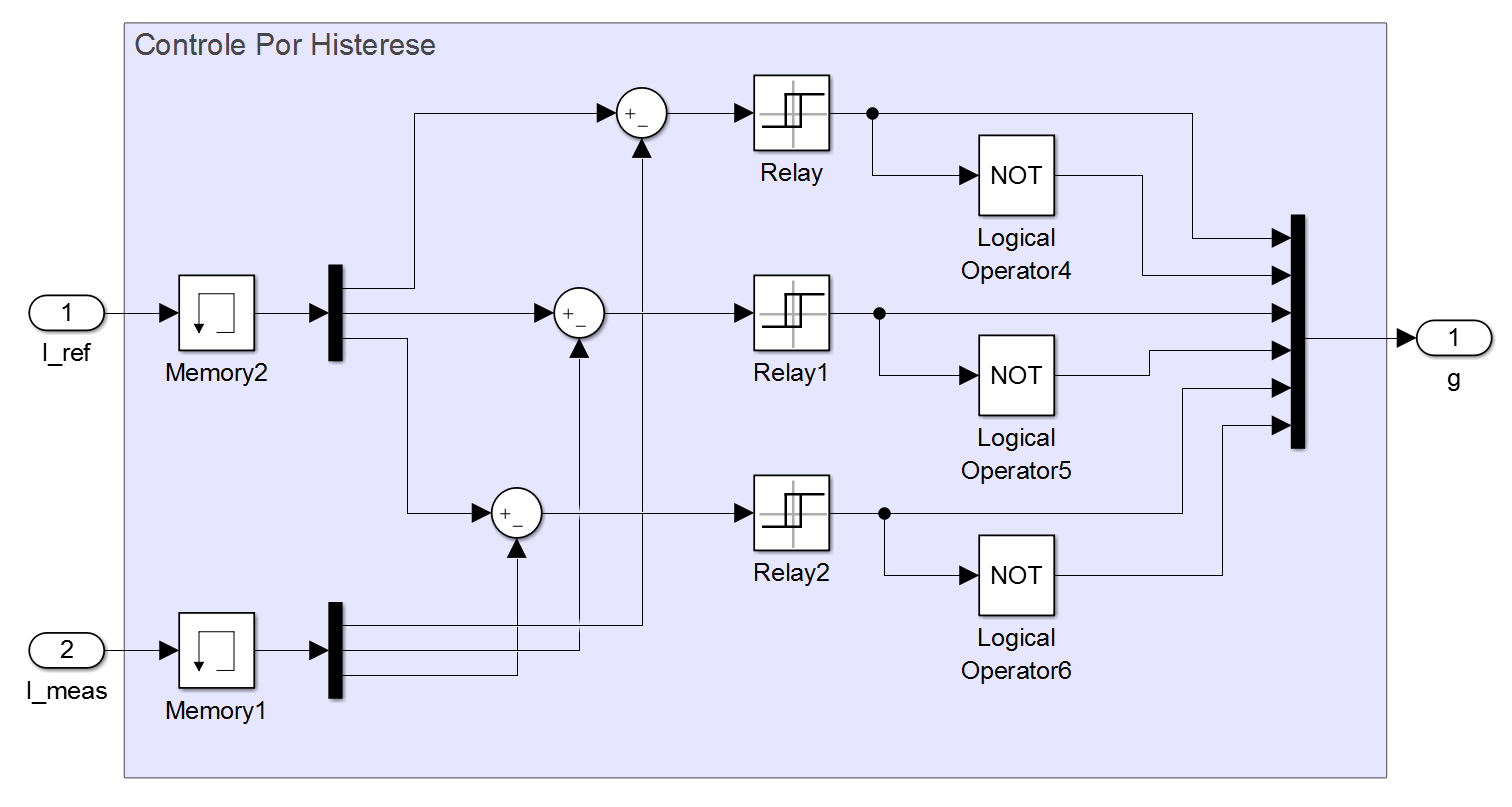 Controle Por Histerese
+
−
Relay
NOT
Logical
Operator4
1
I_ref
Memory2
+
−
Relay1
NOT
Logical
Operator5
1
g
+
−
Relay2
NOT
Logical
Operator6
2
I_meas
Memory1